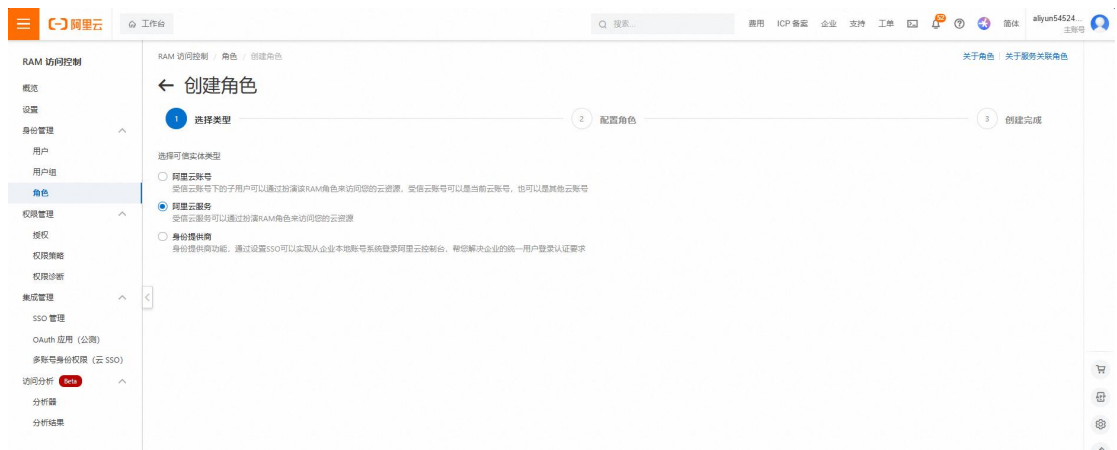 阿里云
工作台
搜索...
费用 ICP 备案 企业 支持 工单
52
简体
aliyun54524...
主账号
RAM 访问控制
概览
设置
身份管理
用户
用户组
角色
权限管理
授权
权限策略
权限诊断
集成管理
SSO 管理
OAuth 应用（公测）
多账号身份权限（云 SSO）
访问分析 Beta
分析器
分析结果
RAM 访问控制 / 角色 / 创建角色
关于角色 | 关于服务关联角色
← 创建角色
1 选择类型
2 配置角色
3 创建完成
选择可信实体类型
阿里云账号
受信云账号下的子用户可以通过扮演该RAM角色来访问您的云资源，受信云账号可以是当前云账号，也可以是其他云账号
阿里云服务
受信云服务可以通过扮演RAM角色来访问您的云资源
身份提供商
身份提供商功能，通过设置SSO可以实现从企业本地账号系统登录阿里云控制台，帮您解决企业的统一用户登录认证要求